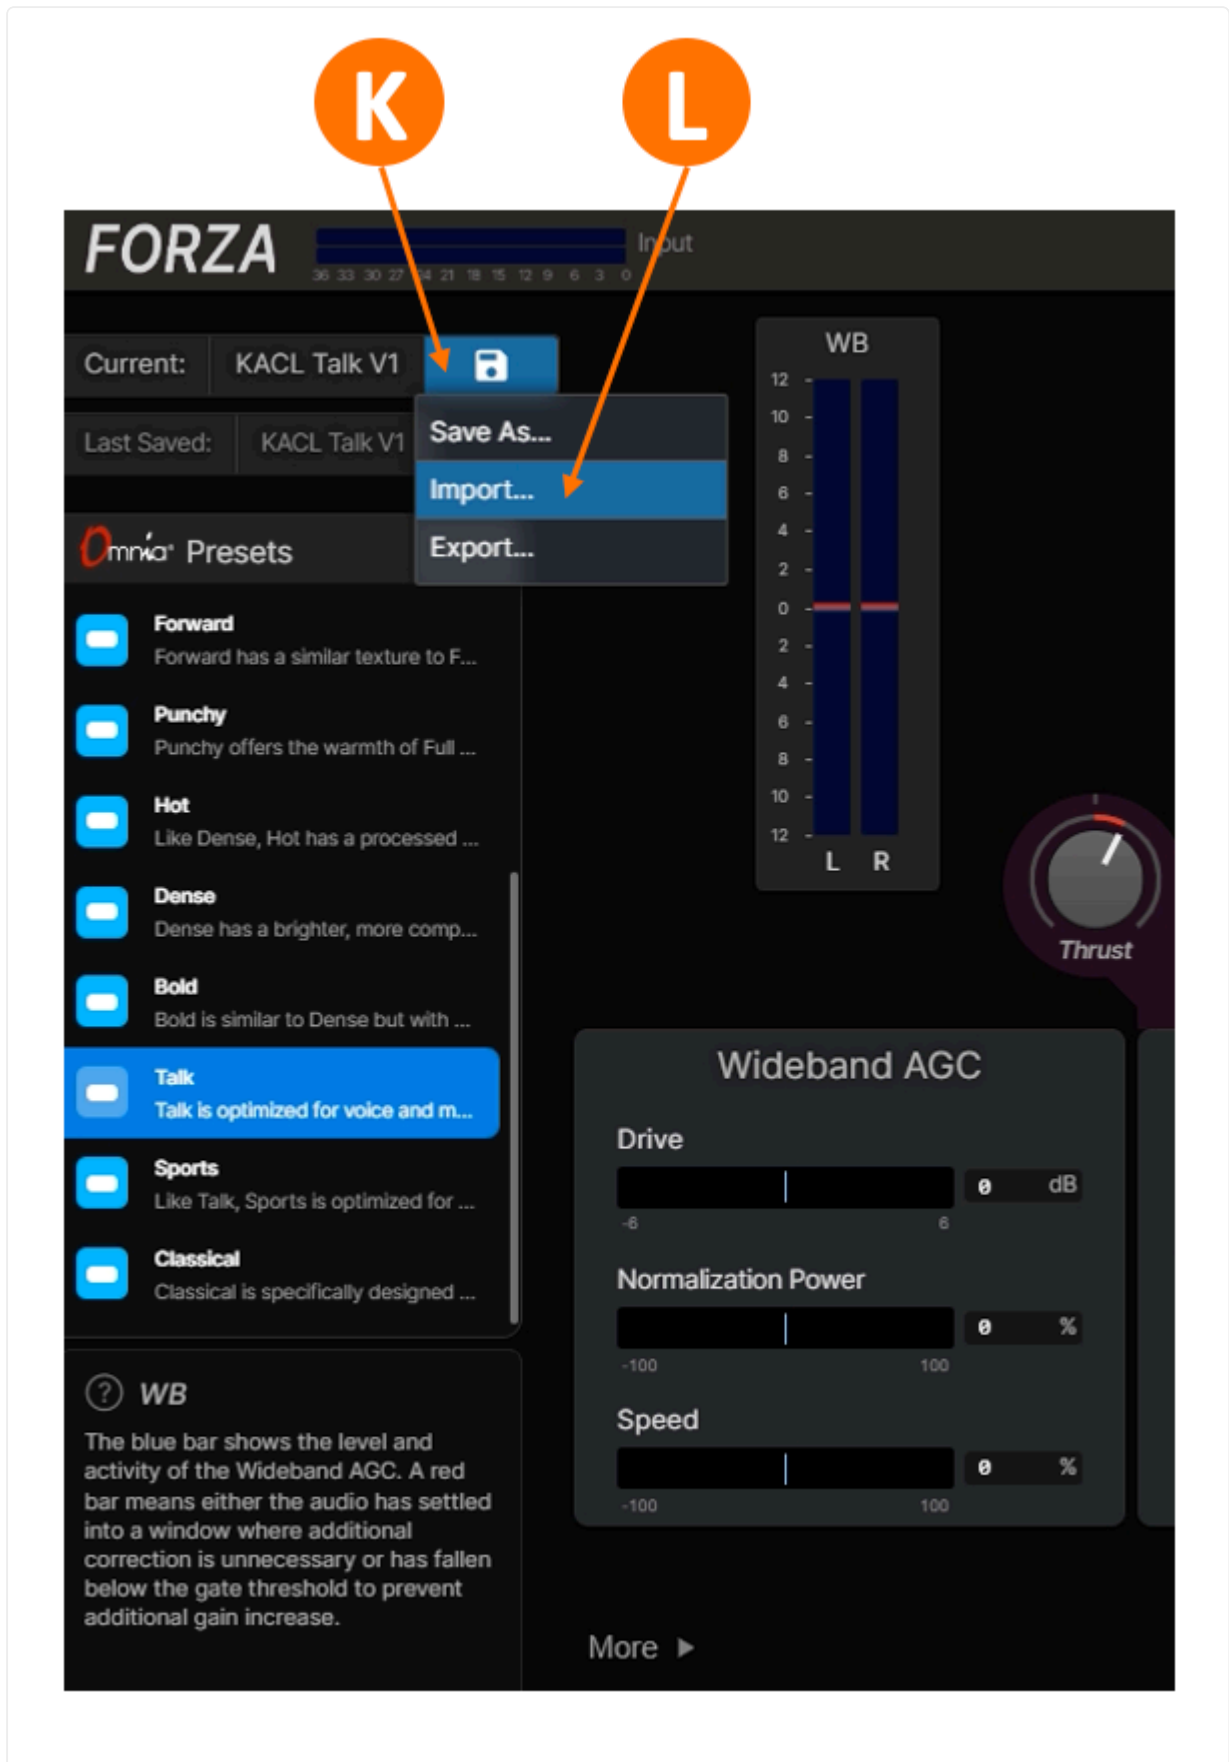 K
L
FORZA
Input
36 33 30 27 24 21 18 15 12 9 6 3 0
Current: KACL Talk V1
Last Saved: KACL Talk V1
Save As...
Import...
Export...
Omnia® Presets
Forward
Forward has a similar texture to F...
Punchy
Punchy offers the warmth of Full ...
Hot
Like Dense, Hot has a processed ...
Dense
Dense has a brighter, more comp...
Bold
Bold is similar to Dense but with ...
Talk
Talk is optimized for voice and m...
Sports
Like Talk, Sports is optimized for ...
Classical
Classical is specifically designed ...
? WB
The blue bar shows the level and
activity of the Wideband AGC. A red
bar means either the audio has settled
into a window where additional
correction is unnecessary or has fallen
below the gate threshold to prevent
additional gain increase.
WB
12
10
8
6
4
2
0
2
4
6
8
10
12
L R
Thrust
Wideband AGC
Drive
0 dB
-6 6
Normalization Power
0 %
-100 100
Speed
0 %
-100 100
More